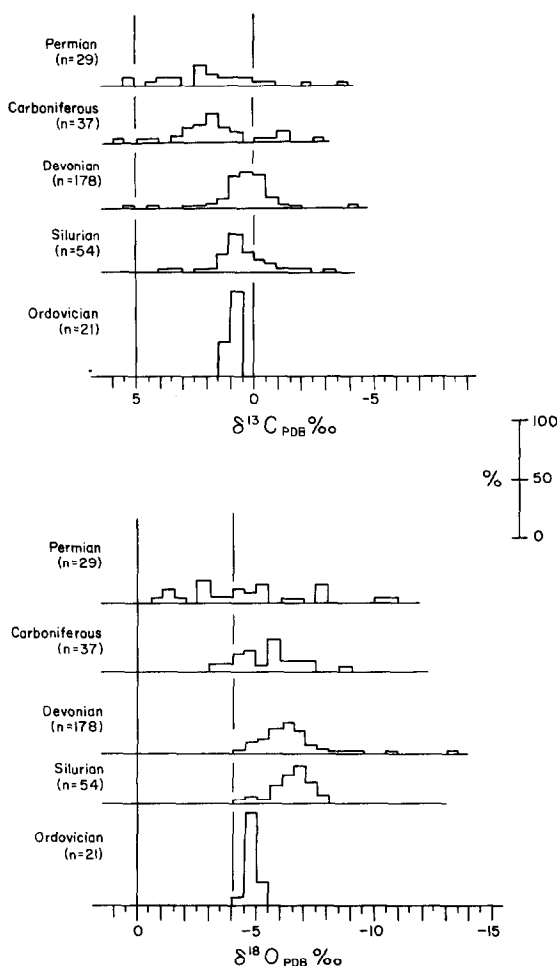 Permian
(n=29)
Carboniferous
(n=37)
Devonian
(n=178)
Silurian
(n=54)
Ordovician
(n=21)
5 0 -5
δ¹³C PDB ‰
100
% 50
0
Permian
(n=29)
Carboniferous
(n=37)
Devonian
(n=178)
Silurian
(n=54)
Ordovician
(n=21)
0 -5 -10 -15
δ¹⁸O PDB ‰